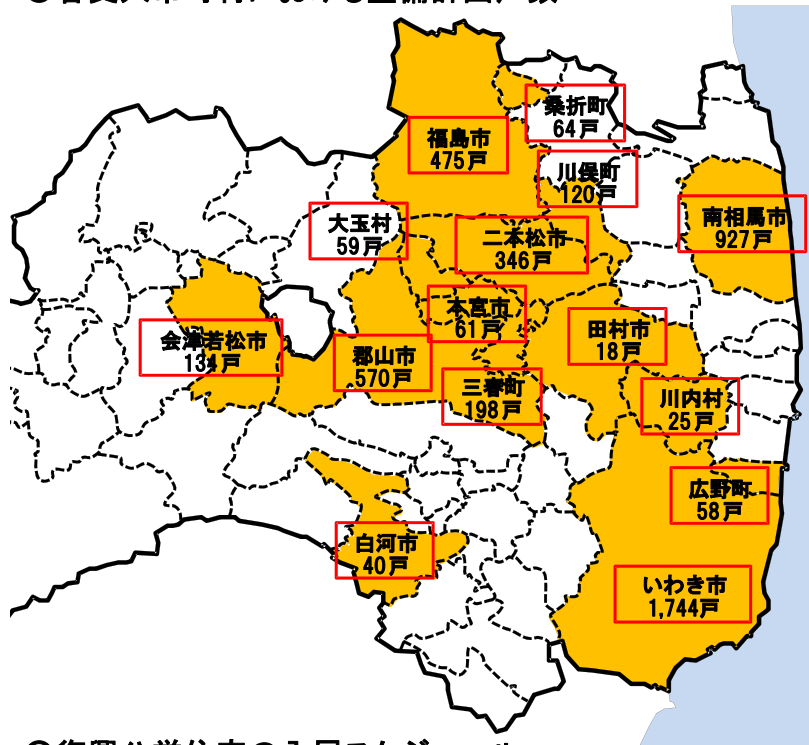 桑折町
64戸
福島市
475戸
川俣町
120戸
南相馬市
927戸
大玉村
59戸
二本松市
346戸
本宮市
61戸
田村市
18戸
会津若松市
134戸
郡山市
570戸
三春町
198戸
川内村
25戸
広野町
58戸
白河市
40戸
いわき市
1,744戸